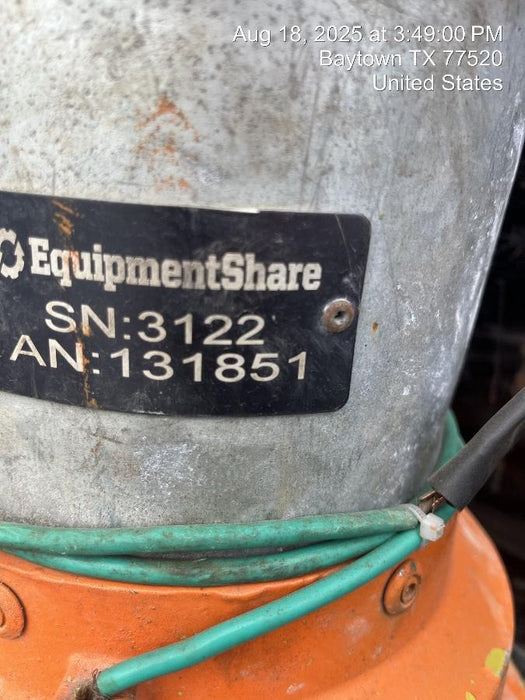 Aug 18, 2025 at 3:49:00 PM
Baytown TX 77520
United States
EquipmentShare
SN:3122
AN:131851